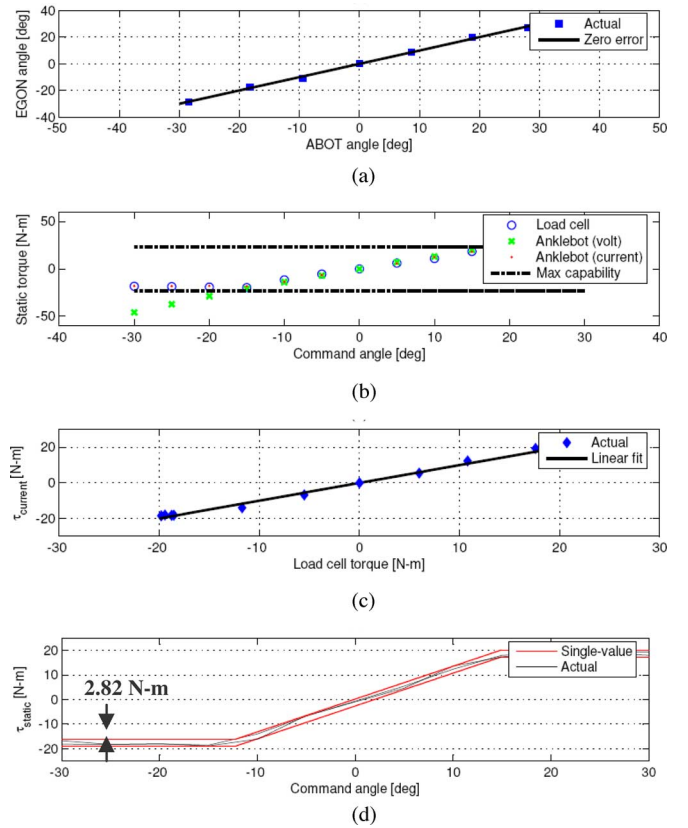 EGON angle [deg]
40
20
0
-20
-40
Actual
Zero error
-50 -40 -30 -20 -10 0 10 20 30 40 50
ABOT angle [deg]
(a)
Static torque [N-m]
50
0
-50
Load cell
Anklebot (volt)
Anklebot (current)
Max capability
-40 -30 -20 -10 0 10 20 30 40
Command angle [deg]
(b)
τcurrent [N-m]
20
0
-20
Actual
Linear fit
-30 -20 -10 0 10 20 30
Load cell torque [N-m]
(c)
τstatic [N-m]
20
10
0
-10
-20
2.82 N-m
Single-value
Actual
-30 -20 -10 0 10 20 30
Command angle [deg]
(d)